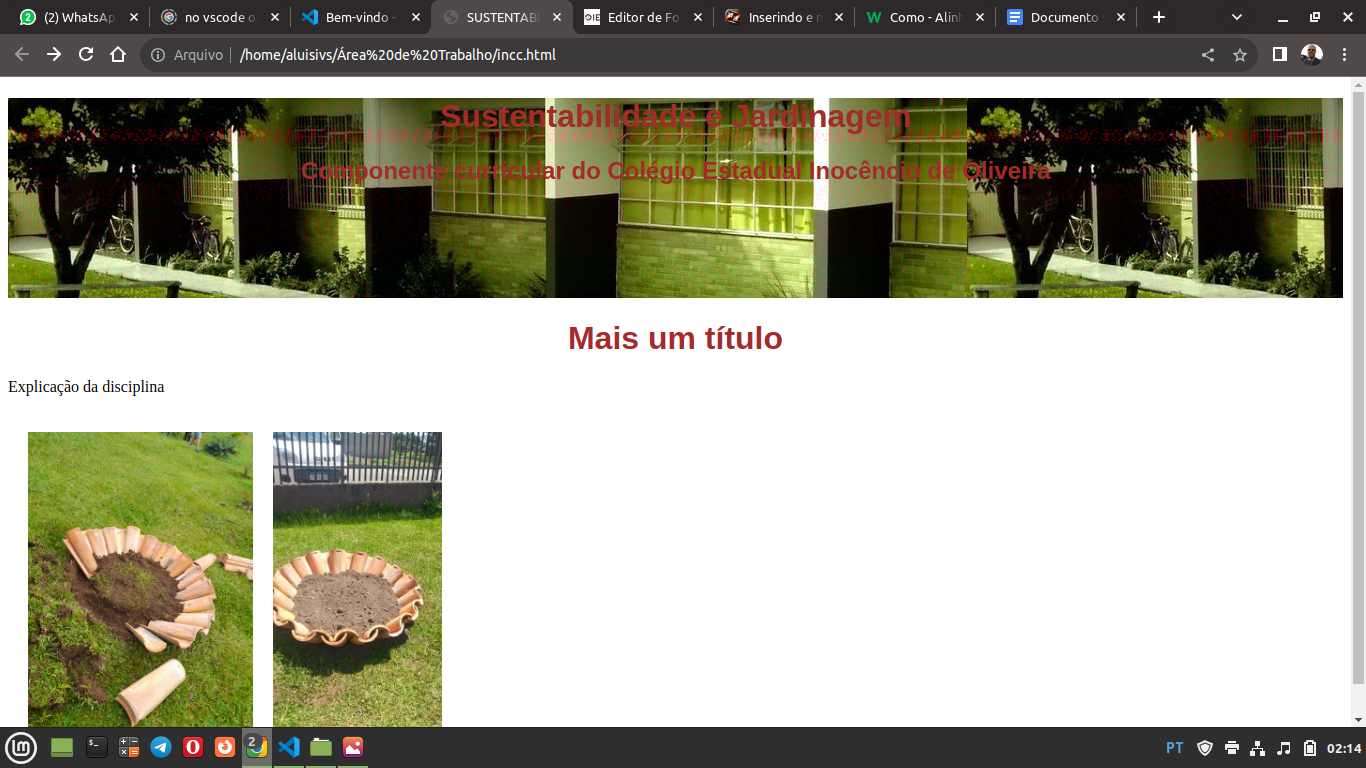 (2) WhatsAp
no vscode o
Bem-vindo -
SUSTENTAB
Editor de Fo
Inserindo e
Como - Alin
Documento
Arquivo
/home/aluisivs/Área%20de%20Trabalho/incc.html
Sustentabilidade e Jardinagem
Componente curricular do Colégio Estadual Inocêncio de Oliveira
Mais um título
Explicação da disciplina
2
PT
02:14